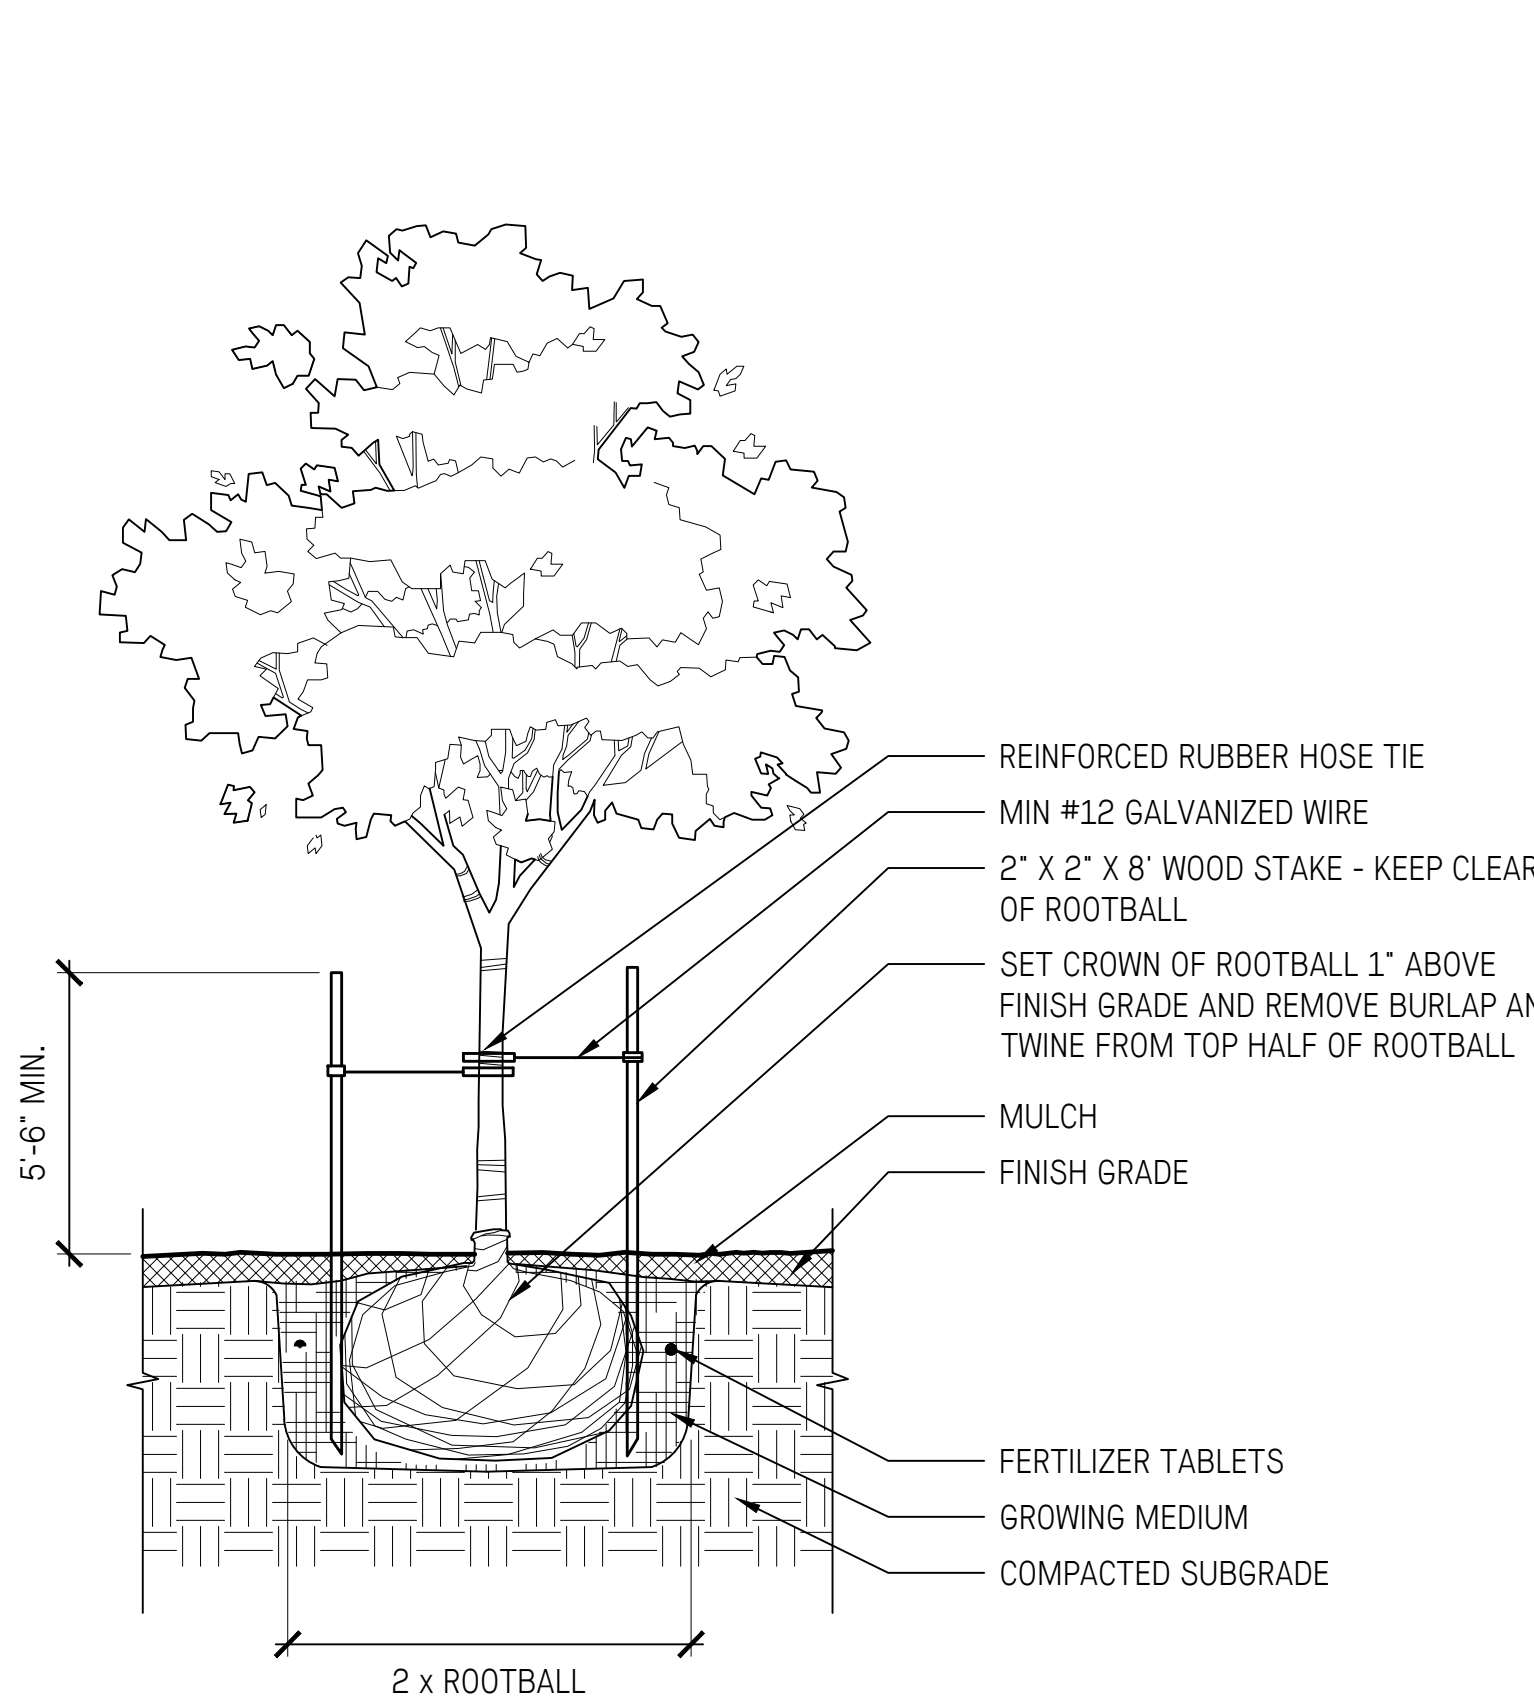 REINFORCED RUBBER HOSE TIE
MIN #12 GALVANIZED WIRE
2" X 2" X 8' WOOD STAKE - KEEP CLEAR
OF ROOTBALL
SET CROWN OF ROOTBALL 1" ABOVE
FINISH GRADE AND REMOVE BURLAP
TWINE FROM TOP HALF OF ROOTBALL
5'-6" MIN.
MULCH
FINISH GRADE
FERTILIZER TABLETS
GROWING MEDIUM
COMPACTED SUBGRADE
2 x ROOTBALL